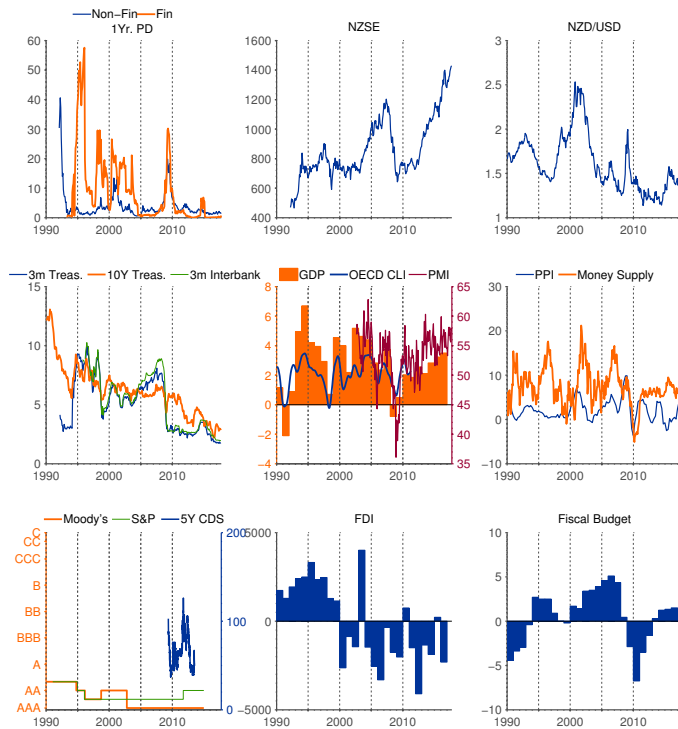 Non-Fin Fin
1Yr. PD NZSE NZD/USD
60 1600 3
50 1400 2.5
40 1200
30 1000 2
20 800 1.5
10 600
0 400 1
1990 2000 2010 1990 2000 2010 1990 2000 2010
3m Treas. 10Y Treas. 3m Interbank GDP OECD CLI PMI PPI Money Supply
15 8 65 30
6 60
10 4 55 20
2 50 10
5 0 45
-2 40 0
0 -4 35 -10
1990 2000 2010 1990 2000 2010 1990 2000 2010
Moody's S&P 5Y CDS FDI Fiscal Budget
C 200 5000 10
CC
CCC
B 5
BB 100 0 0
BBB
A -5
AA
AAA 0 -5000 -10
1990 2000 2010 1990 2000 2010 1990 2000 2010